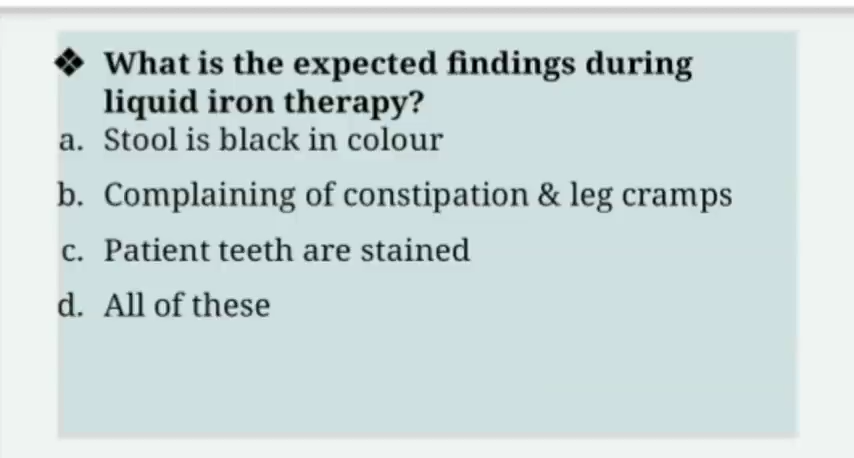 ❖ What is the expected findings during
liquid iron therapy?
a. Stool is black in colour
b. Complaining of constipation & leg cramps
c. Patient teeth are stained
d. All of these